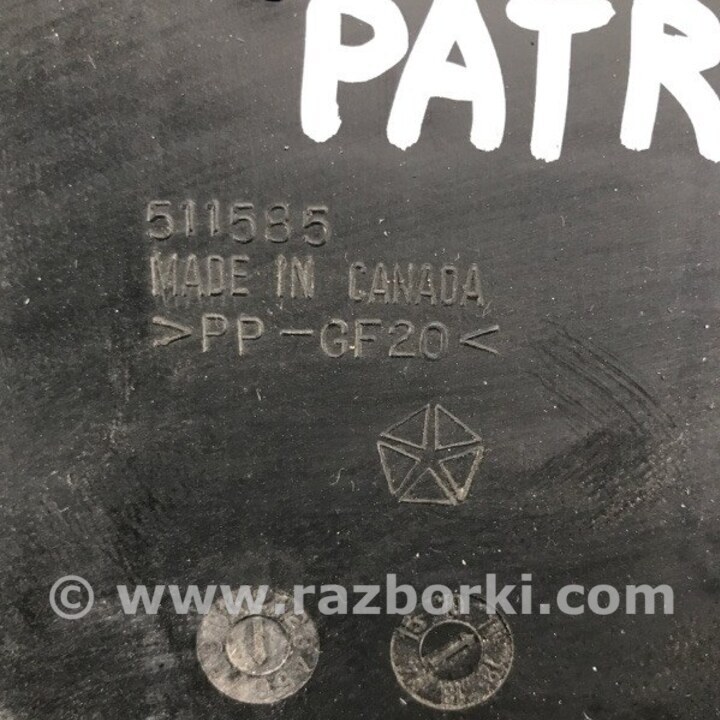 PATR
511585
MADE IN CANADA
>PP-GF20<
© www.razborki.com